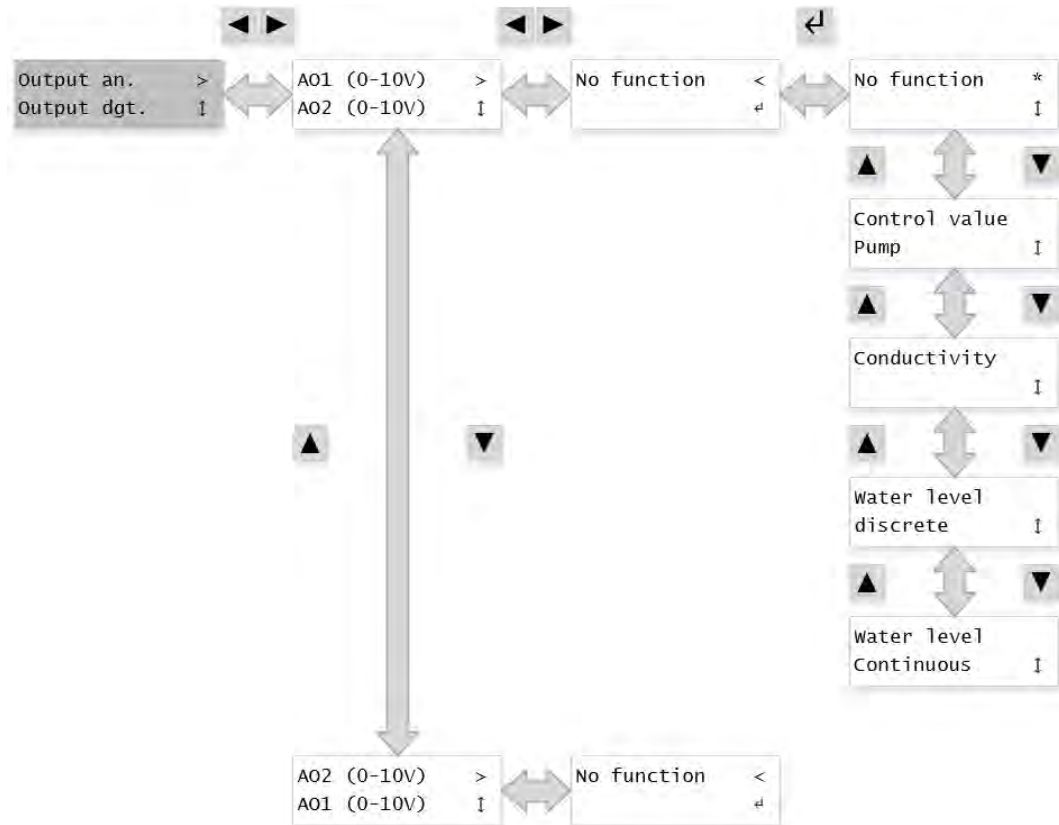 Output an. >
Output dgt. ↕
AO1 (0-10V) >
AO2 (0-10V) ↕
No function <
↵
No function *
↕
Control value
Pump ↕
Conductivity
↕
Water level
discrete ↕
Water level
Continuous ↕
AO2 (0-10V) >
AO1 (0-10V) ↕
No function <
↵